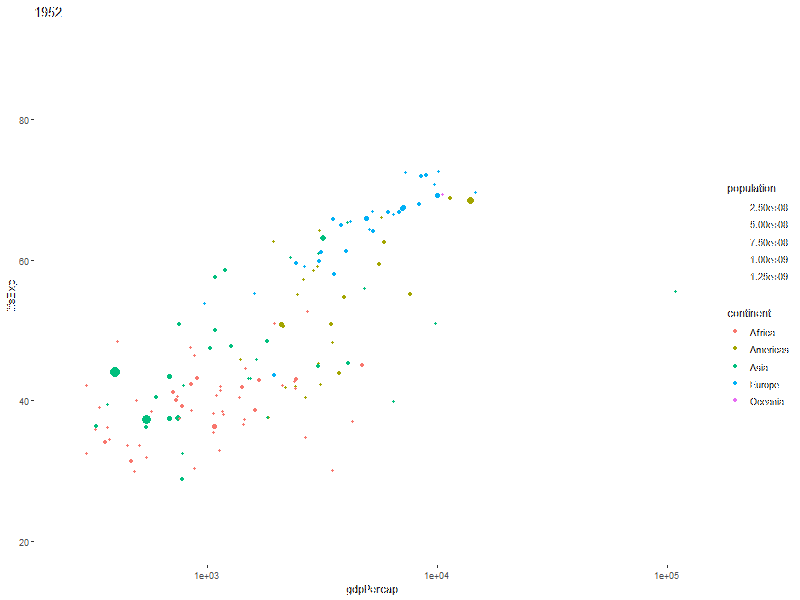 1952
80
60
40
20
lifeExp
1e+03
1e+04
1e+05
gdpPercap
population
2.50e+08
5.00e+08
7.50e+08
1.00e+09
1.25e+09
continent
Africa
Americas
Asia
Europe
Oceania